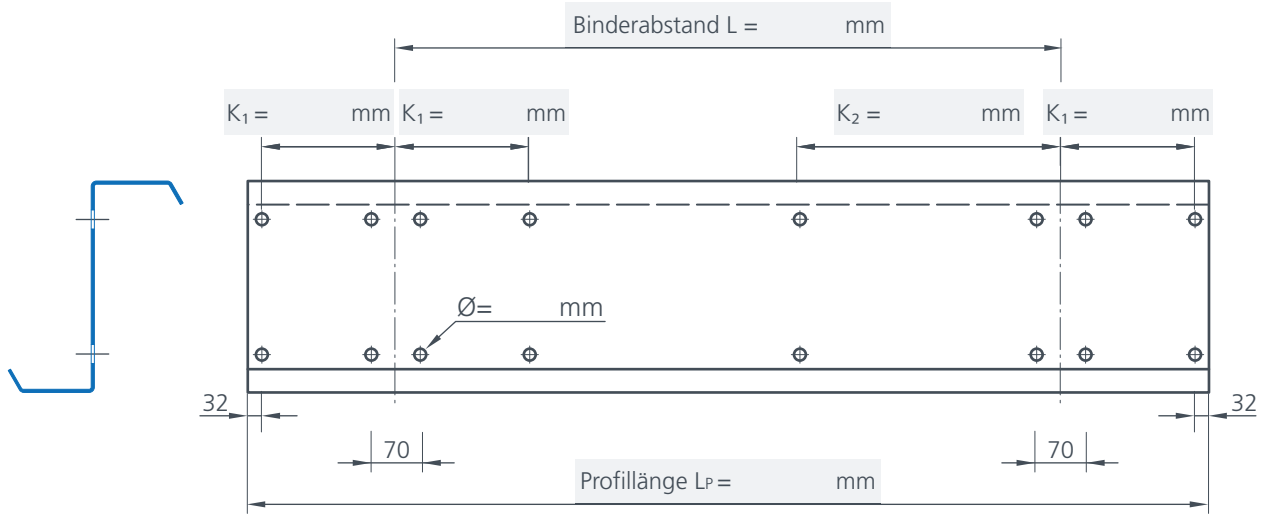 Binderabstand L = mm
K₁ = mm K₁ = mm K₂ = mm K₁ = mm
Ø= mm
32 32
70 70
Profillänge LP = mm